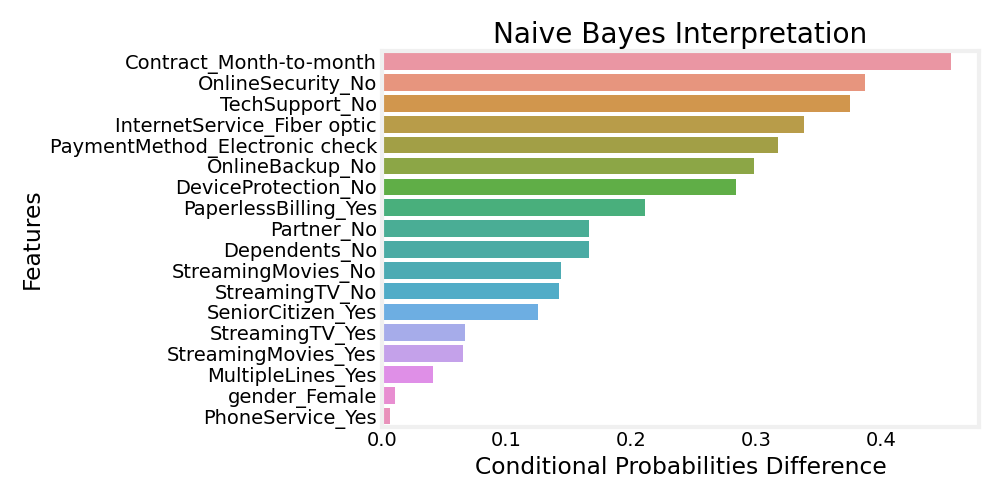 Naive Bayes Interpretation
Contract_Month-to-month
OnlineSecurity_No
TechSupport_No
InternetService_Fiber optic
PaymentMethod_Electronic check
OnlineBackup_No
DeviceProtection_No
PaperlessBilling_Yes
Partner_No
Dependents_No
StreamingMovies_No
StreamingTV_No
SeniorCitizen_Yes
StreamingTV_Yes
StreamingMovies_Yes
MultipleLines_Yes
gender_Female
PhoneService_Yes
Features
0.0 0.1 0.2 0.3 0.4
Conditional Probabilities Difference